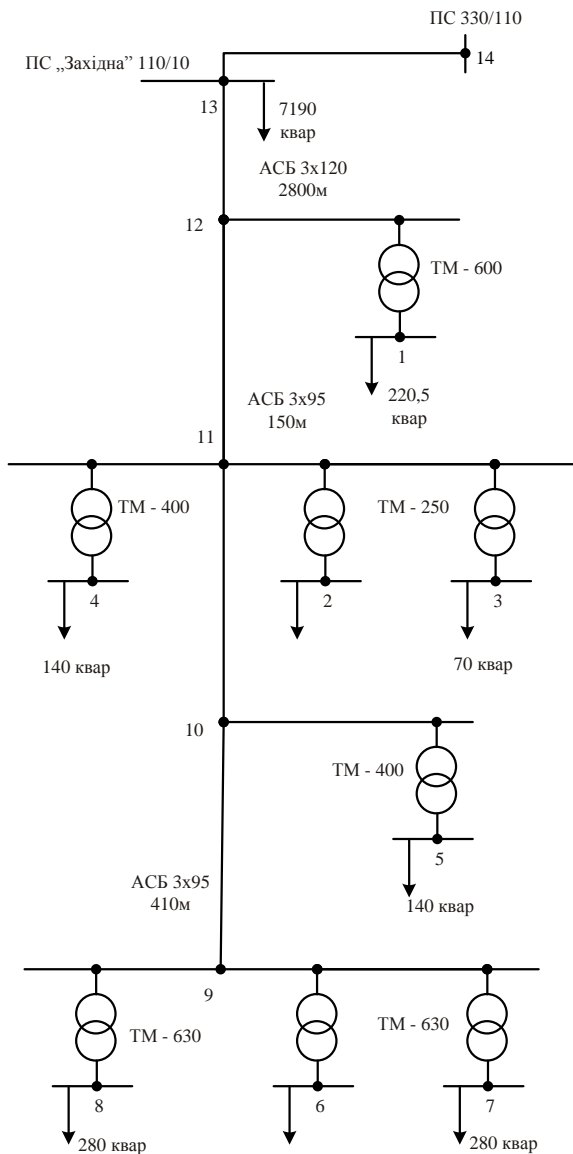 ПС 330/110
14
ПС „Західна” 110/10
13
7190
квар
АСБ 3х120
2800м
12
ТМ - 600
1
220,5
квар
АСБ 3х95
150м
11
ТМ - 400
ТМ - 250
4
2
3
140 квар
70 квар
10
ТМ - 400
5
140 квар
АСБ 3х95
410м
9
ТМ - 630
ТМ - 630
8
6
7
280 квар
280 квар